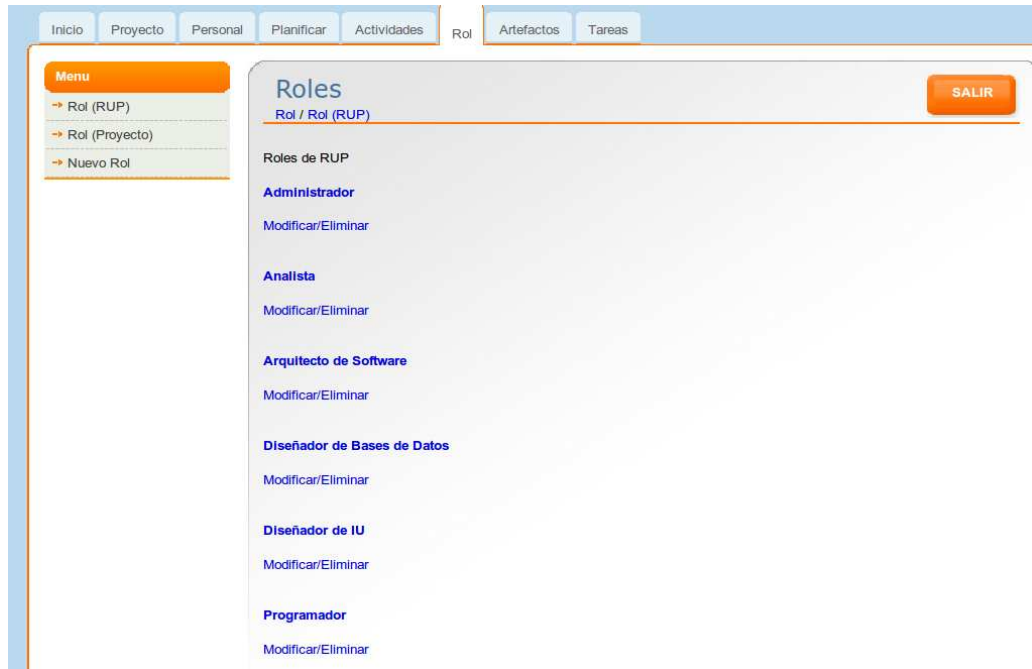 Inicio Proyecto Personal Planificar Actividades Rol Artefactos Tareas
Menu
Rol (RUP)
Rol (Proyecto)
Nuevo Rol
Roles
SALIR
Rol / Rol (RUP)
Roles de RUP
Administrador
Modificar/Eliminar
Analista
Modificar/Eliminar
Arquitecto de Software
Modificar/Eliminar
Diseñador de Bases de Datos
Modificar/Eliminar
Diseñador de IU
Modificar/Eliminar
Programador
Modificar/Eliminar